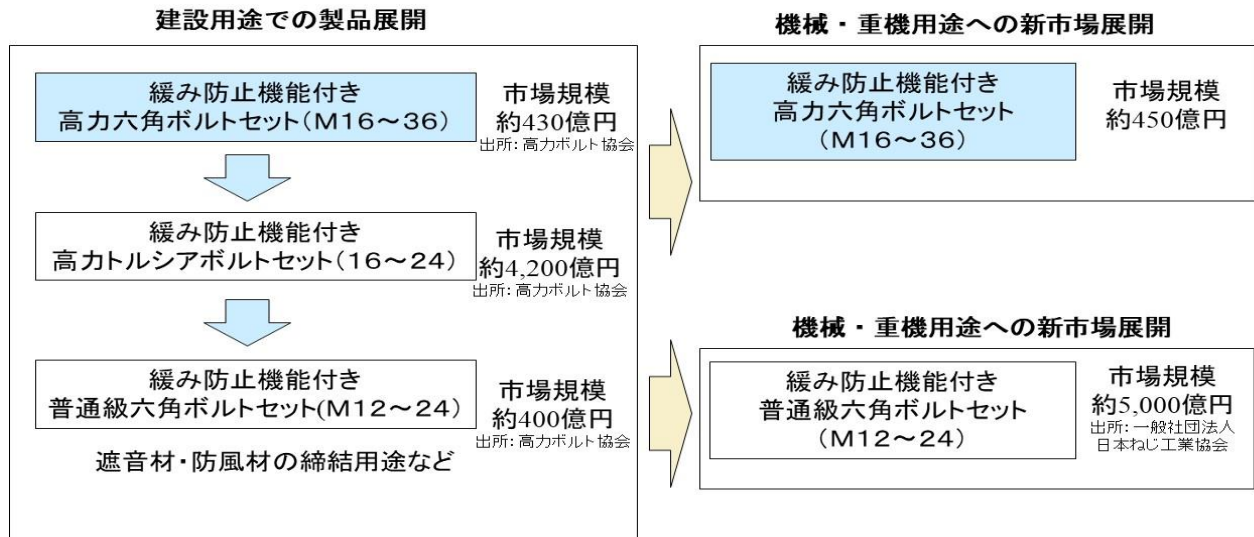 建設用途での製品展開
緩み防止機能付き
高力六角ボルトセット(M16～36)
市場規模
約430億円
出所：高力ボルト協会
緩み防止機能付き
高力トルシアボルトセット(16～24)
市場規模
約4,200億円
出所：高力ボルト協会
緩み防止機能付き
普通級六角ボルトセット(M12～24)
市場規模
約400億円
出所：高力ボルト協会
遮音材・防風材の締結用途など
機械・重機用途への新市場展開
緩み防止機能付き
高力六角ボルトセット
(M16～36)
市場規模
約450億円
機械・重機用途への新市場展開
緩み防止機能付き
普通級六角ボルトセット
(M12～24)
市場規模
約5,000億円
出所：一般社団法人
日本ねじ工業協会